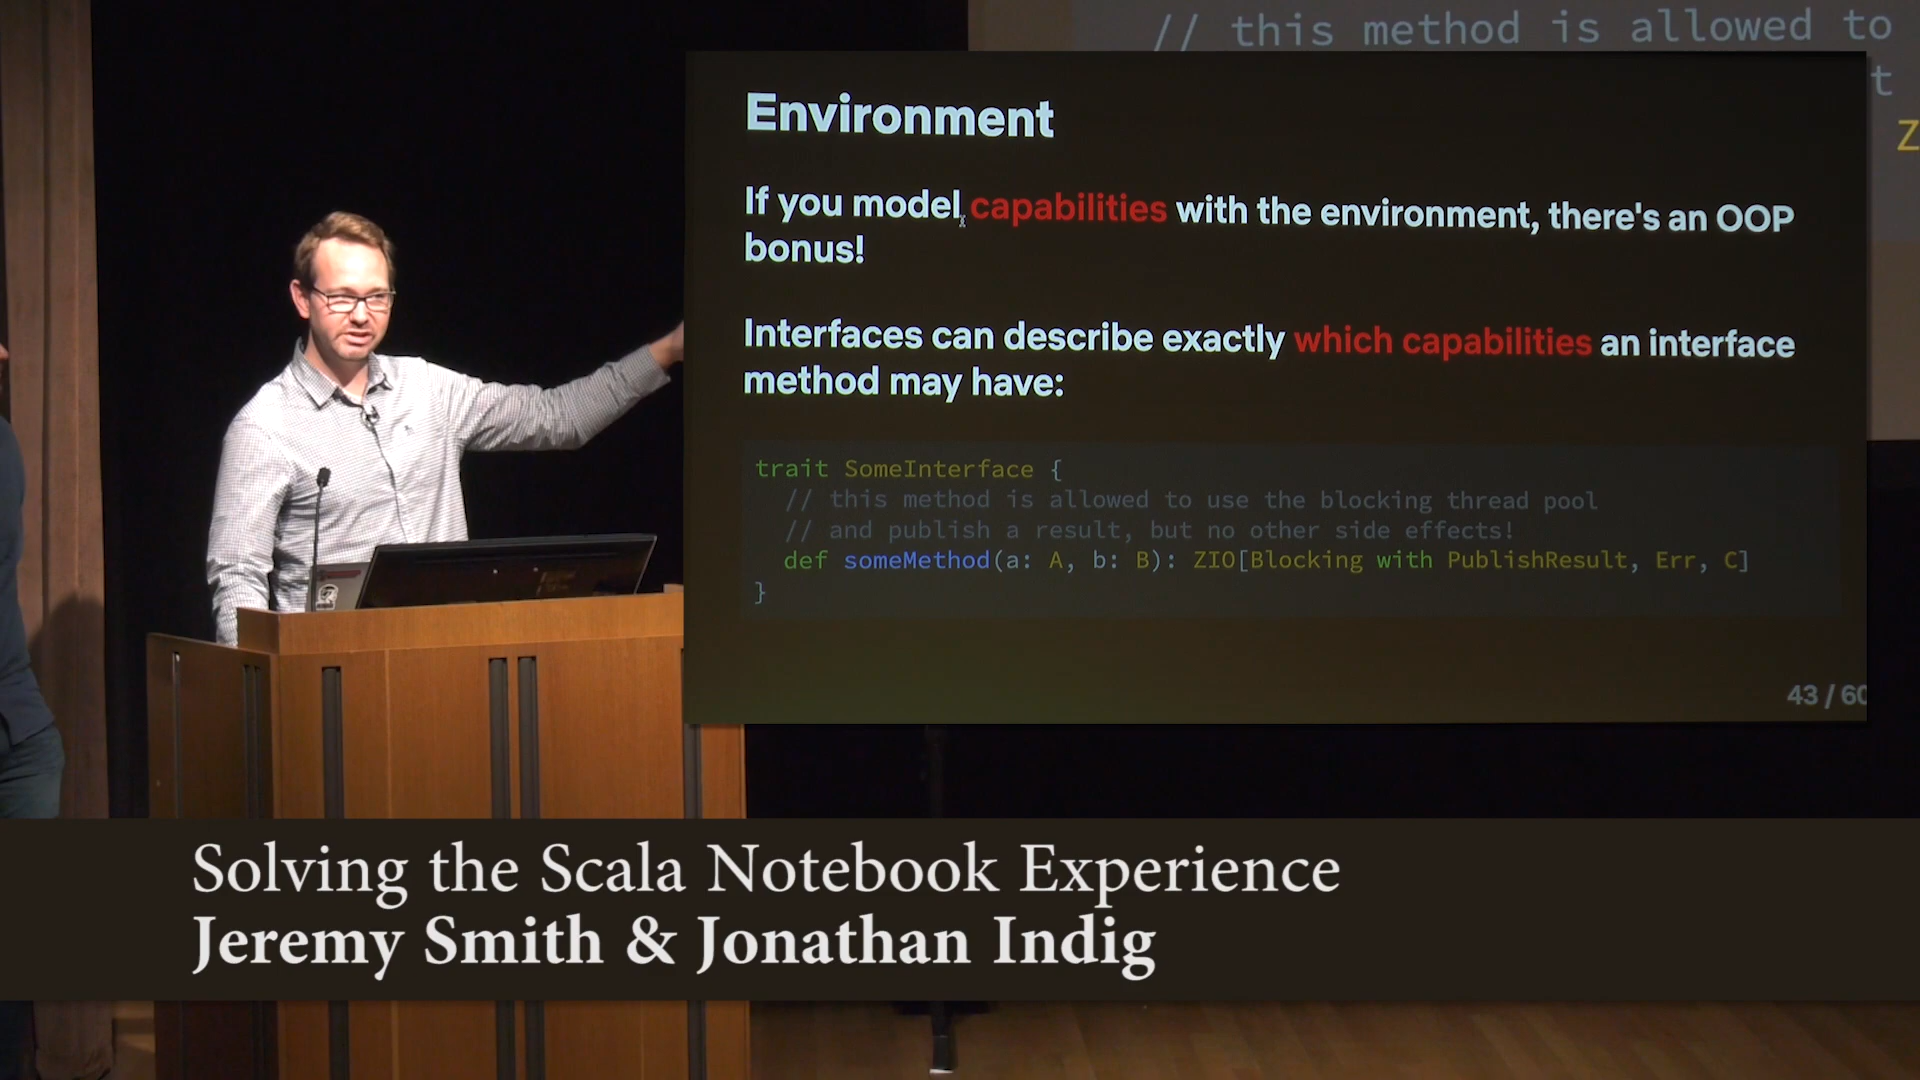 // this method is allowed to
t
Z
Environment
If you model capabilities with the environment, there's an OOP
bonus!
Interfaces can describe exactly which capabilities an interface
method may have:
trait SomeInterface {
// this method is allowed to use the blocking thread pool
// and publish a result, but no other side effects!
def someMethod(a: A, b: B): ZIO[Blocking with PublishResult, Err, C]
}
43 / 60
Solving the Scala Notebook Experience
Jeremy Smith & Jonathan Indig